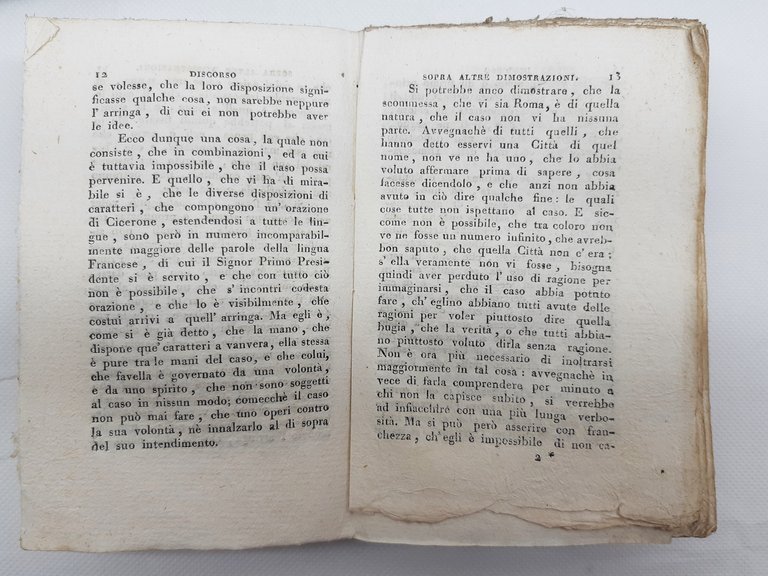 12 DISCORSO
se volesse, che la loro disposizione signi-
ficasse qualche cosa, non sarebbe neppure
l' arringa, di cui ei non potrebbe aver
le idee.
Ecco dunque una cosa, la quale non
consiste, che in combinazioni, ed a cui
è tuttavia impossibile, che il caso possa
pervenire. E quello, che vi ha di mira-
bile si è, che le diverse disposizioni di
caratteri, che compongono un' orazione
di Cicerone, estendendosi a tutte le lin-
gue, sono però in numero incomparabil-
mente maggiore delle parole della lingua
Francese, di cui il Signor Primo Presi-
dente si è servito, e che con tutto ciò
non è possibile, che s' incontri codesta
orazione, e che lo è visibilmente, che
costui arrivi a quell' arringa. Ma egli è,
come si è già detto, che la mano, che
dispone que' caratteri a vanvera, ella stessa
è pure tra le mani del caso, e che colui,
che favella è governato da una volontà,
e da uno spirito, che non sono soggetti
al caso in nissun modo; comecchè il caso
non può mai fare, che uno operi contro
la sua volontà, nè innalzarlo al di sopra
del suo intendimento.
SOPRA ALTRE DIMOSTRAZIONI. 13
Si potrebbe anco dimostrare, che la
scommessa, che vi sia Roma, è di quella
natura, che il caso non vi ha nissuna
parte. Avvegnachè di tutti quelli, che
hanno detto esservi una Città di quel
nome, non ve ne ha uno, che lo abbia
voluto affermare prima di sapere, cosa
facesse dicendolo, e che anzi non abbia
avuto in ciò dire qualche fine: le quali
cose tutte non ispettano al caso. E sic-
come non è possibile, che tra coloro non
ve ne fosse un numero infinito, che avreb-
bon saputo, che quella Città non c' era:
s' ella veramente non vi fosse, bisogna
quindi aver perduto l' uso di ragione per
immaginarsi, che il caso abbia potuto
fare, ch' eglino abbiano tutti avute delle
ragioni per voler piuttosto dire quella
bugia, che la verità, o che tutti abbia-
no piuttosto voluto dirla senza ragione.
Non è ora più necessario di inoltrarsi
maggiormente in tal cosa: avvegnachè in
vece di farla comprendere per minuto a
chi non la capisce subito, si verrebbe
ad infiacchire con una più lunga verbo-
sità. Ma si può però asserire con fran-
chezza, ch' egli è impossibile di non ca-
2 *